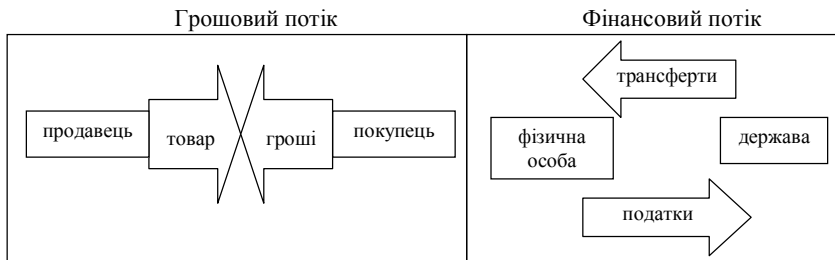 Грошовий потік
Фінансовий потік
продавець
товар
гроші
покупець
трансферти
фізична
особа
держава
податки